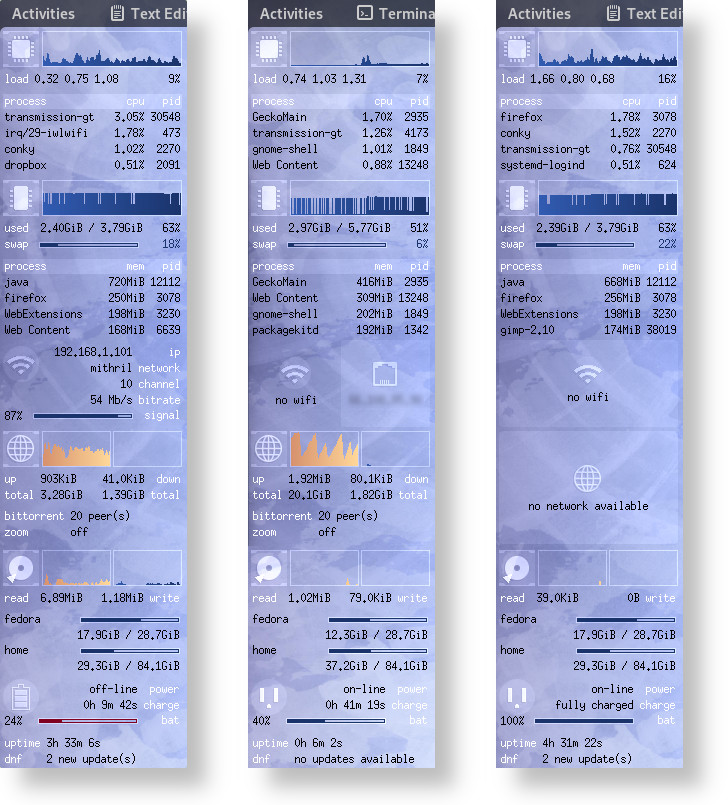 Activities Text Edi
load 0.32 0.75 1.08 9%
process cpu pid
transmission-gt 3.05% 30548
irq/29-iwlwifi 1.78% 473
conky 1.02% 2270
dropbox 0.51% 2091
used 2.40GiB / 3.79GiB 63%
swap 18%
process mem pid
java 720MiB 12112
firefox 250MiB 3078
WebExtensions 198MiB 3230
Web Content 168MiB 6639
192.168.1.101 ip
mithril network
10 channel
54 Mb/s bitrate
87% signal
up 903KiB 41.0KiB down
total 3.28GiB 1.39GiB total
bittorrent 20 peer(s)
zoom off
read 6.89MiB 1.18MiB write
fedora
17.9GiB / 28.7GiB
home
29.3GiB / 84.1GiB
off-line power
0h 9m 42s charge
24% bat
uptime 3h 33m 6s
dnf 2 new update(s)
Activities Termina
load 0.74 1.03 1.31 7%
process cpu pid
GeckoMain 1.70% 2935
transmission-gt 1.26% 4173
gnome-shell 1.01% 1849
Web Content 0.88% 13248
used 2.97GiB / 5.77GiB 51%
swap 6%
process mem pid
GeckoMain 416MiB 2935
Web Content 309MiB 13248
gnome-shell 202MiB 1849
packagekitd 192MiB 1342
no wifi
up 1.92MiB 80.1KiB down
total 20.1GiB 1.82GiB total
bittorrent 20 peer(s)
zoom off
read 1.02MiB 79.0KiB write
fedora
12.3GiB / 28.7GiB
home
37.2GiB / 84.1GiB
on-line power
0h 41m 19s charge
40% bat
uptime 0h 6m 2s
dnf no updates available
Activities Text Edi
load 1.66 0.80 0.68 16%
process cpu pid
firefox 1.78% 3078
conky 1.52% 2270
transmission-gt 0.76% 30548
systemd-logind 0.51% 624
used 2.39GiB / 3.79GiB 63%
swap 22%
process mem pid
java 668MiB 12112
firefox 256MiB 3078
WebExtensions 198MiB 3230
gimp-2.10 174MiB 38019
no wifi
no network available
read 39.0KiB 0B write
fedora
17.9GiB / 28.7GiB
home
29.3GiB / 84.1GiB
on-line power
fully charged charge
100% bat
uptime 4h 31m 22s
dnf 2 new update(s)